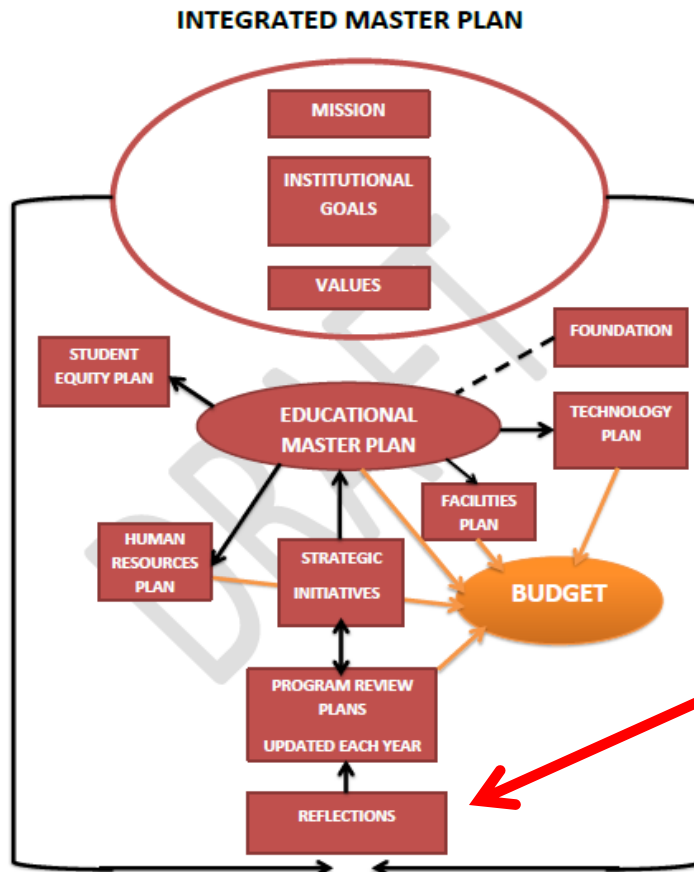 INTEGRATED MASTER PLAN
MISSION
INSTITUTIONAL
GOALS
VALUES
FOUNDATION
STUDENT
EQUITY PLAN
EDUCATIONAL
MASTER PLAN
TECHNOLOGY
PLAN
FACILITIES
PLAN
HUMAN
RESOURCES
PLAN
STRATEGIC
INITIATIVES
BUDGET
PROGRAM REVIEW
PLANS
UPDATED EACH YEAR
REFLECTIONS
DRAFT